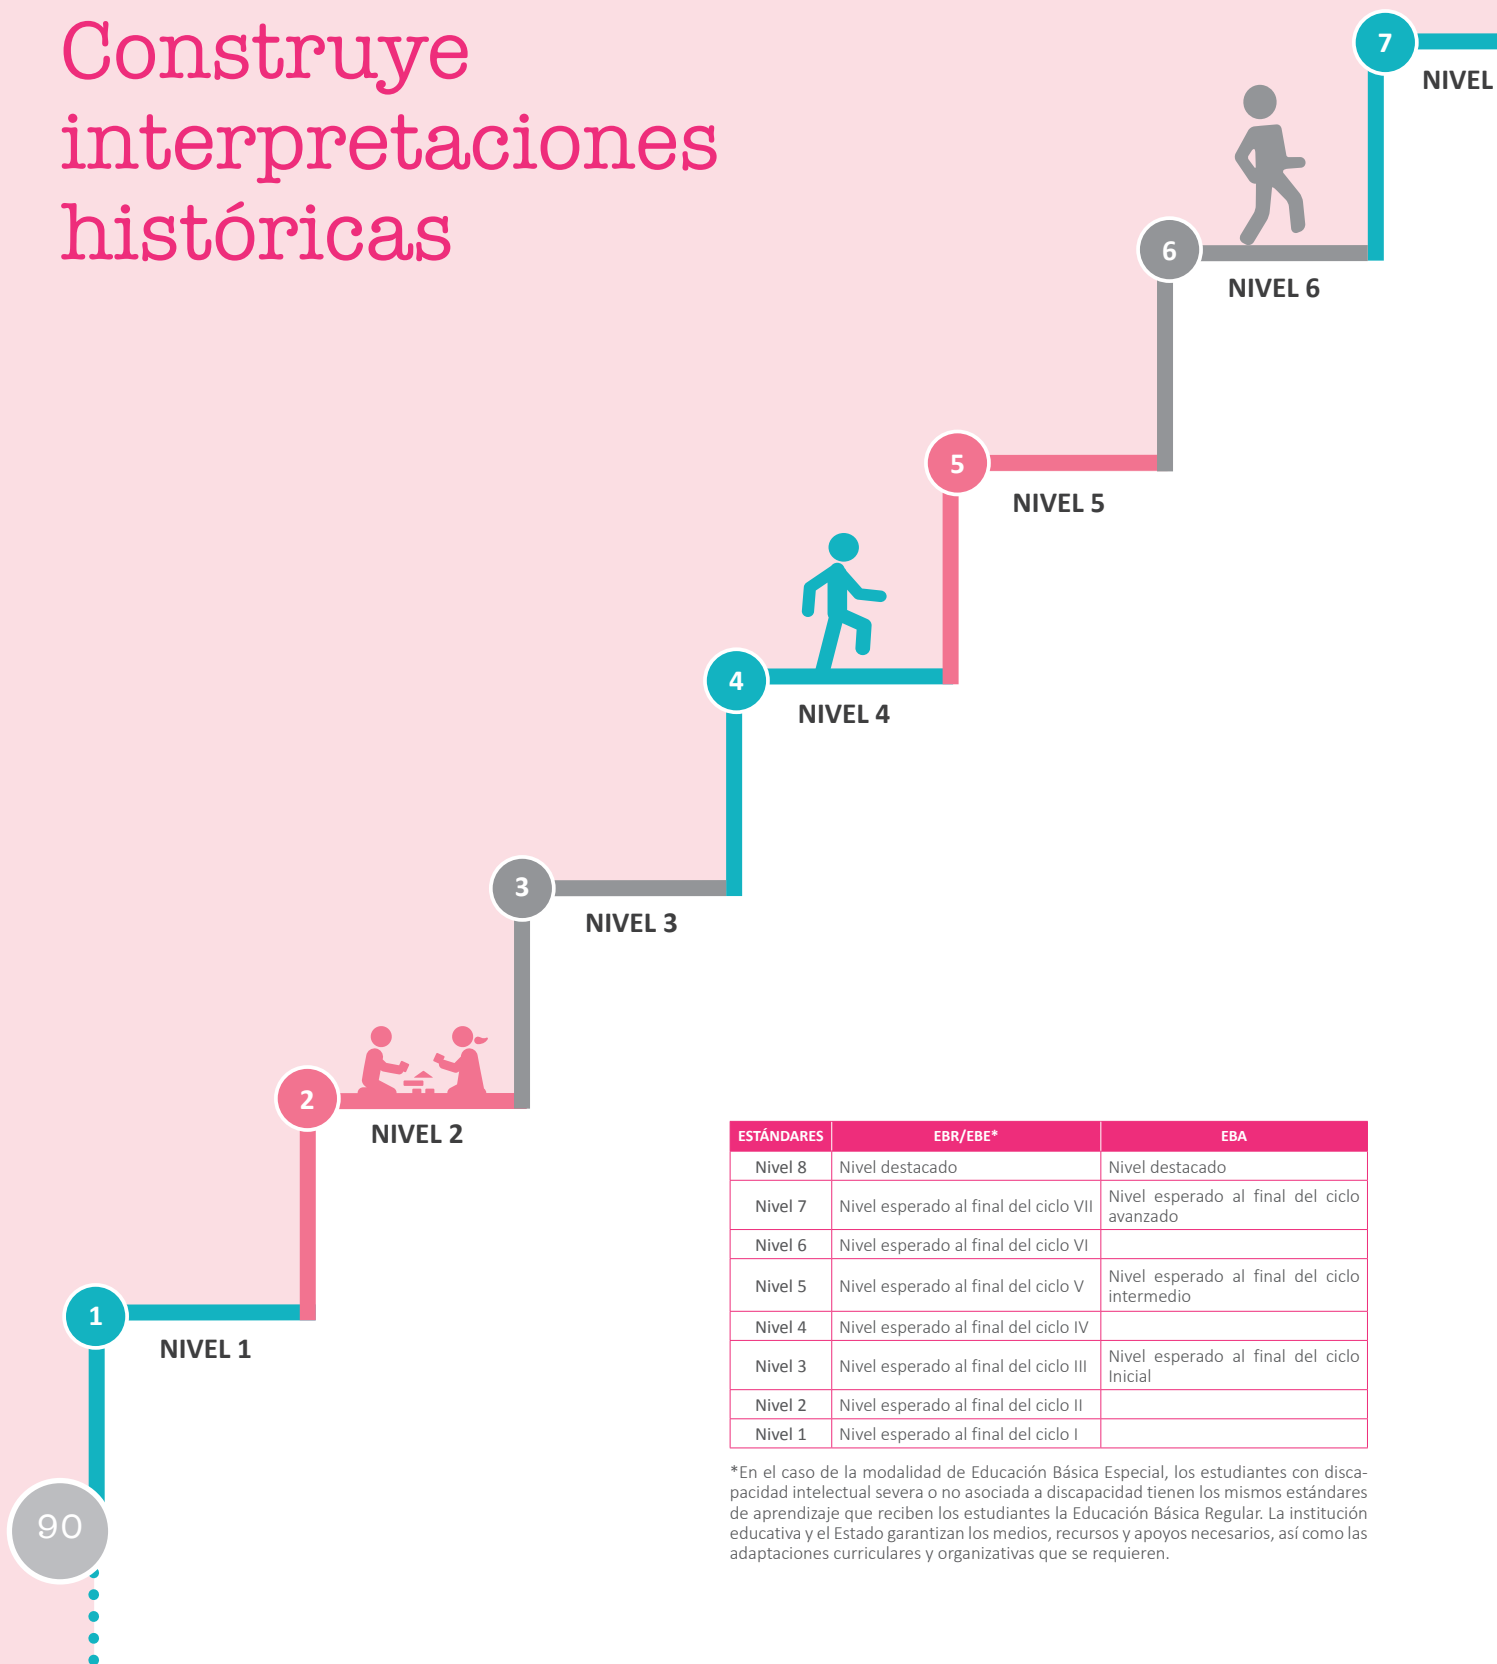 Construye
interpretaciones
históricas
7
NIVEL
6
NIVEL 6
5
NIVEL 5
4
NIVEL 4
3
NIVEL 3
2
NIVEL 2
1
NIVEL 1
ESTÁNDARES EBR/EBE* EBA
Nivel 8 Nivel destacado Nivel destacado
Nivel 7 Nivel esperado al final del ciclo VII Nivel esperado al final del ciclo
avanzado
Nivel 6 Nivel esperado al final del ciclo VI
Nivel 5 Nivel esperado al final del ciclo V Nivel esperado al final del ciclo
intermedio
Nivel 4 Nivel esperado al final del ciclo IV
Nivel 3 Nivel esperado al final del ciclo III Nivel esperado al final del ciclo
Inicial
Nivel 2 Nivel esperado al final del ciclo II
Nivel 1 Nivel esperado al final del ciclo I
*En el caso de la modalidad de Educación Básica Especial, los estudiantes con disca-
pacidad intelectual severa o no asociada a discapacidad tienen los mismos estándares
de aprendizaje que reciben los estudiantes la Educación Básica Regular. La institución
educativa y el Estado garantizan los medios, recursos y apoyos necesarios, así como las
adaptaciones curriculares y organizativas que se requieren.
90